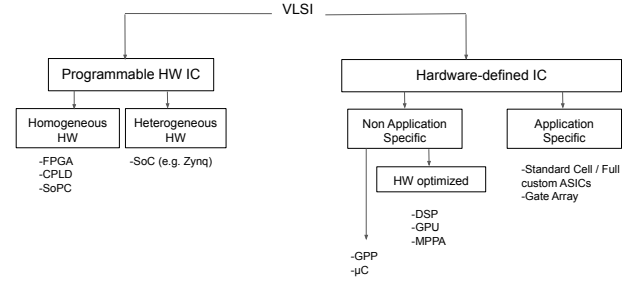 VLSI
Programmable HW IC
Hardware-defined IC
Homogeneous
HW
Heterogeneous
HW
Non Application
Specific
Application
Specific
-FPGA
-CPLD
-SoPC
-SoC (e.g. Zynq)
HW optimized
-Standard Cell / Full
custom ASICs
-Gate Array
-DSP
-GPU
-MPPA
-GPP
-µC